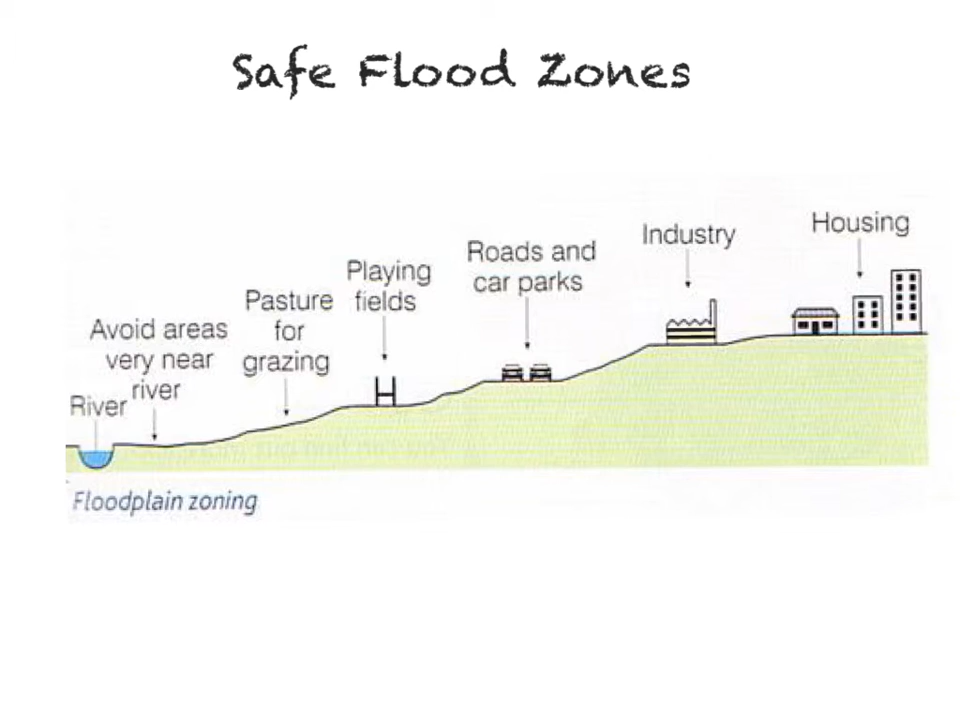 Safe Flood Zones
River
Avoid areas
very near
river
Pasture
for
grazing
Playing
fields
Roads and
car parks
Industry
Housing
Floodplain zoning